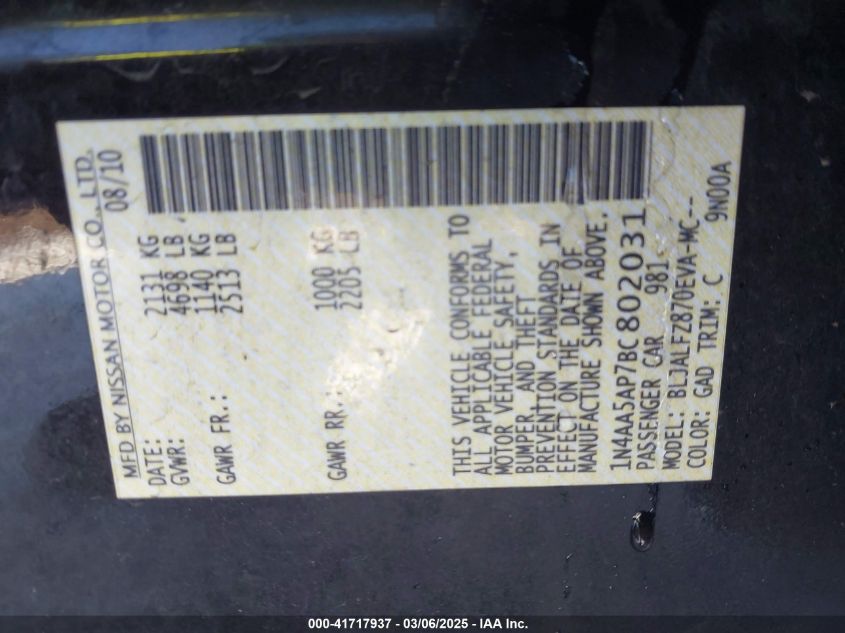 MFD BY NISSAN MOTOR CO., LTD.
DATE: 08/10
GVWR: 2131 KG
4698 LB
GAWR FR.: 1140 KG
2513 LB
GAWR RR.: 1000 KG
2205 LB
THIS VEHICLE CONFORMS TO
ALL APPLICABLE FEDERAL
MOTOR VEHICLE SAFETY,
BUMPER, AND THEFT
PREVENTION STANDARDS IN
EFFECT ON THE DATE OF
MANUFACTURE SHOWN ABOVE.
1N4AA5AP7BC802031
PASSENGER CAR 981
MODEL: BLJALFZ870EVA-MC--
COLOR: GAD TRIM: C 9N00A
000-41717937 - 03/06/2025 - IAA Inc.